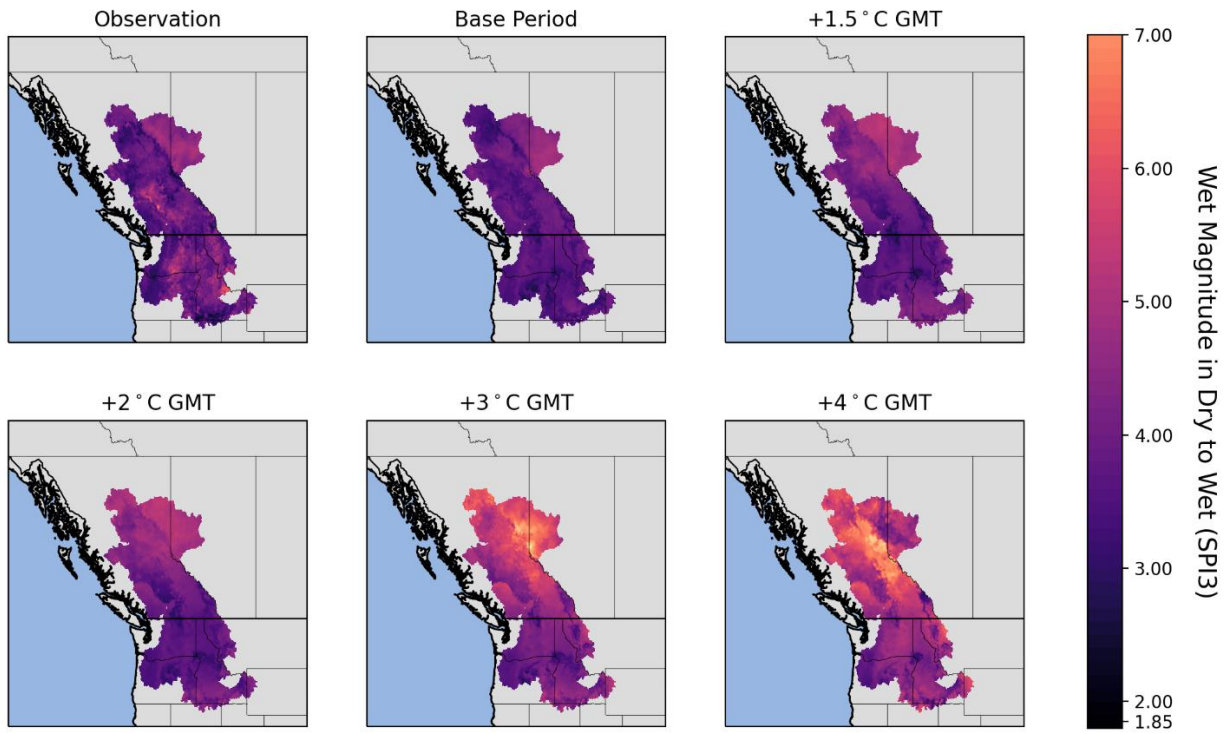 Observation
Base Period
+1.5°C GMT
+2°C GMT
+3°C GMT
+4°C GMT
7.00
6.00
5.00
4.00
3.00
2.00
1.85
Wet Magnitude in Dry to Wet (SPI3)